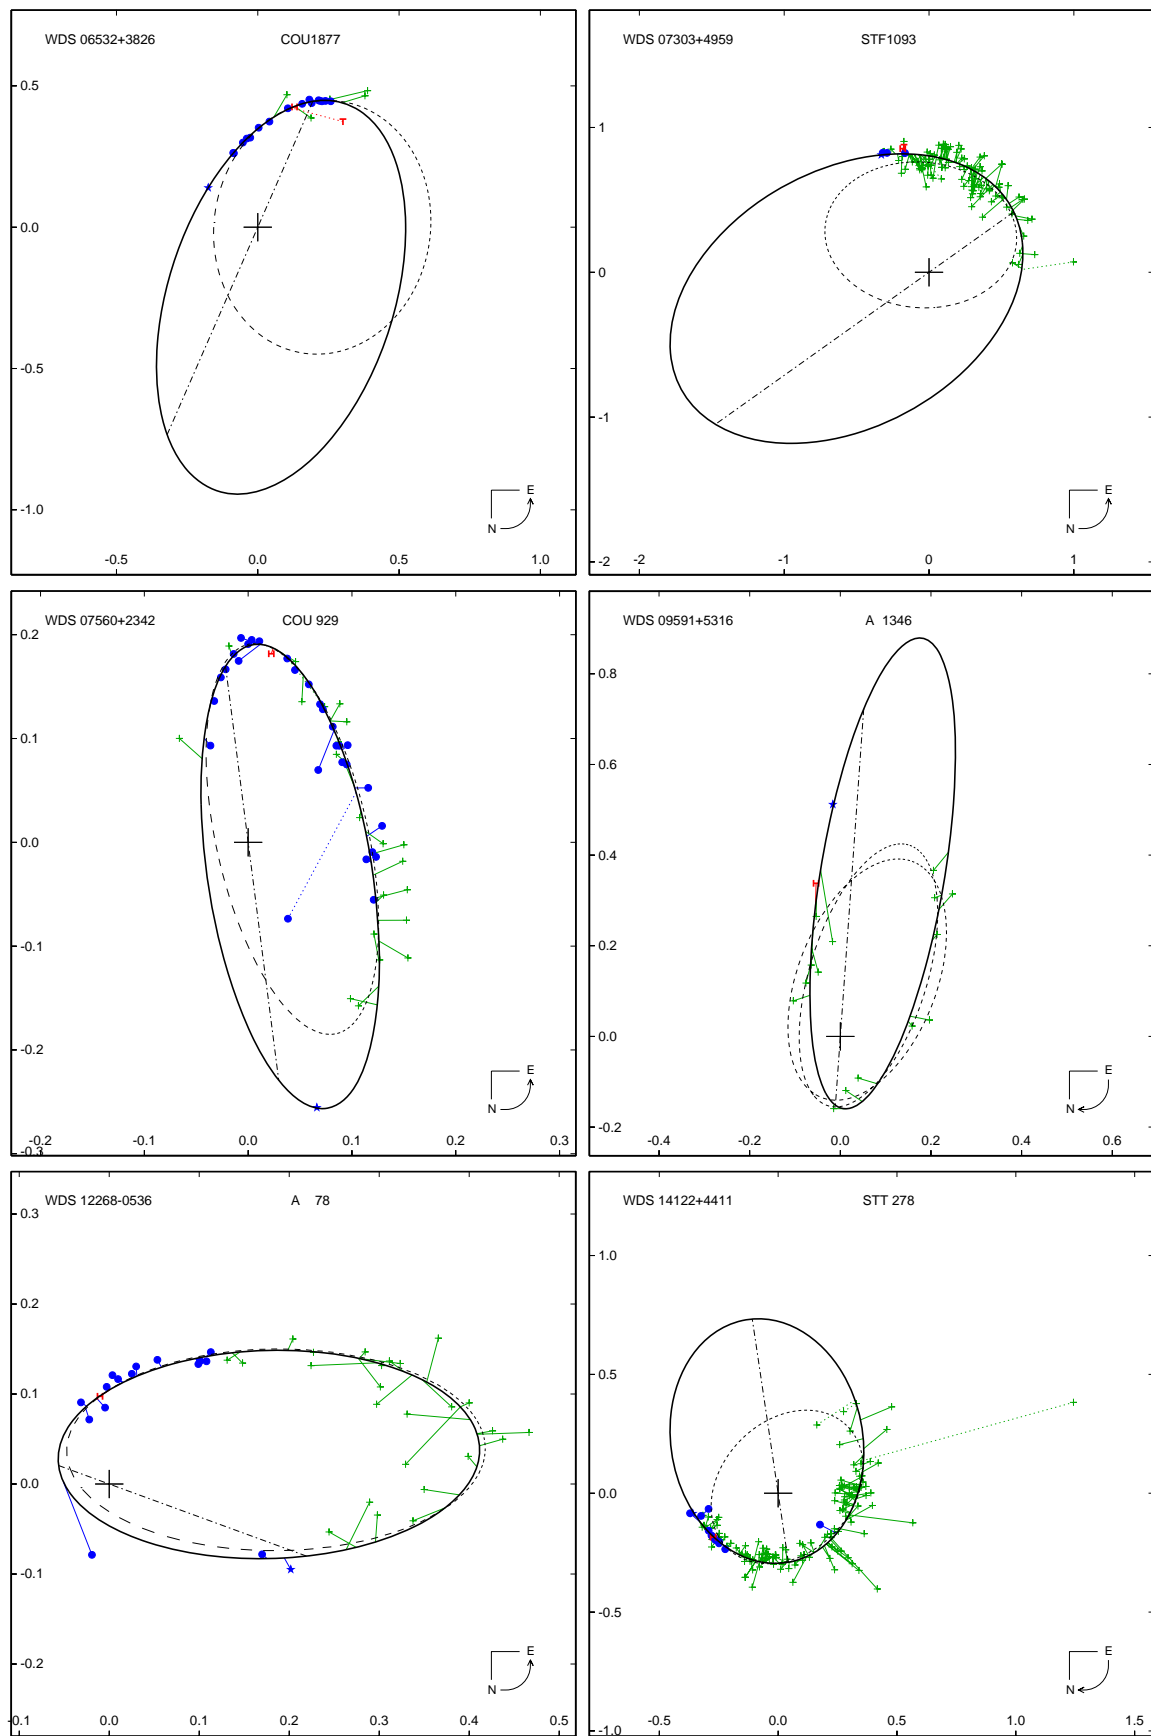 WDS 06532+3826 COU1877
0.5
0.0
-0.5
-1.0
-0.5 0.0 0.5 1.0
H
T
E
N
WDS 07303+4959 STF1093
1
0
-1
-2
-2 -1 0 1
H
T
E
N
WDS 07560+2342 COU 929
0.2
0.1
0.0
-0.1
-0.2
-0.3
-0.2 -0.1 0.0 0.1 0.2 0.3
H
E
N
WDS 09591+5316 A 1346
0.8
0.6
0.4
0.2
0.0
-0.2
-0.4 -0.2 0.0 0.2 0.4 0.6
H
E
N
WDS 12268-0536 A 78
0.3
0.2
0.1
0.0
-0.1
-0.2
-0.1 0.0 0.1 0.2 0.3 0.4 0.5
H
E
N
WDS 14122+4411 STT 278
1.0
0.5
0.0
-0.5
-1.0
-0.5 0.0 0.5 1.0 1.5
H
E
N